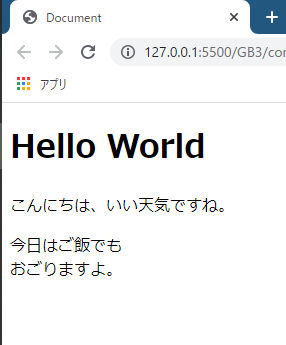 Document
127.0.0.1:5500/GB3/cor
アプリ
Hello World
こんにちは、いい天気ですね。
今日はご飯でも
おごりますよ。